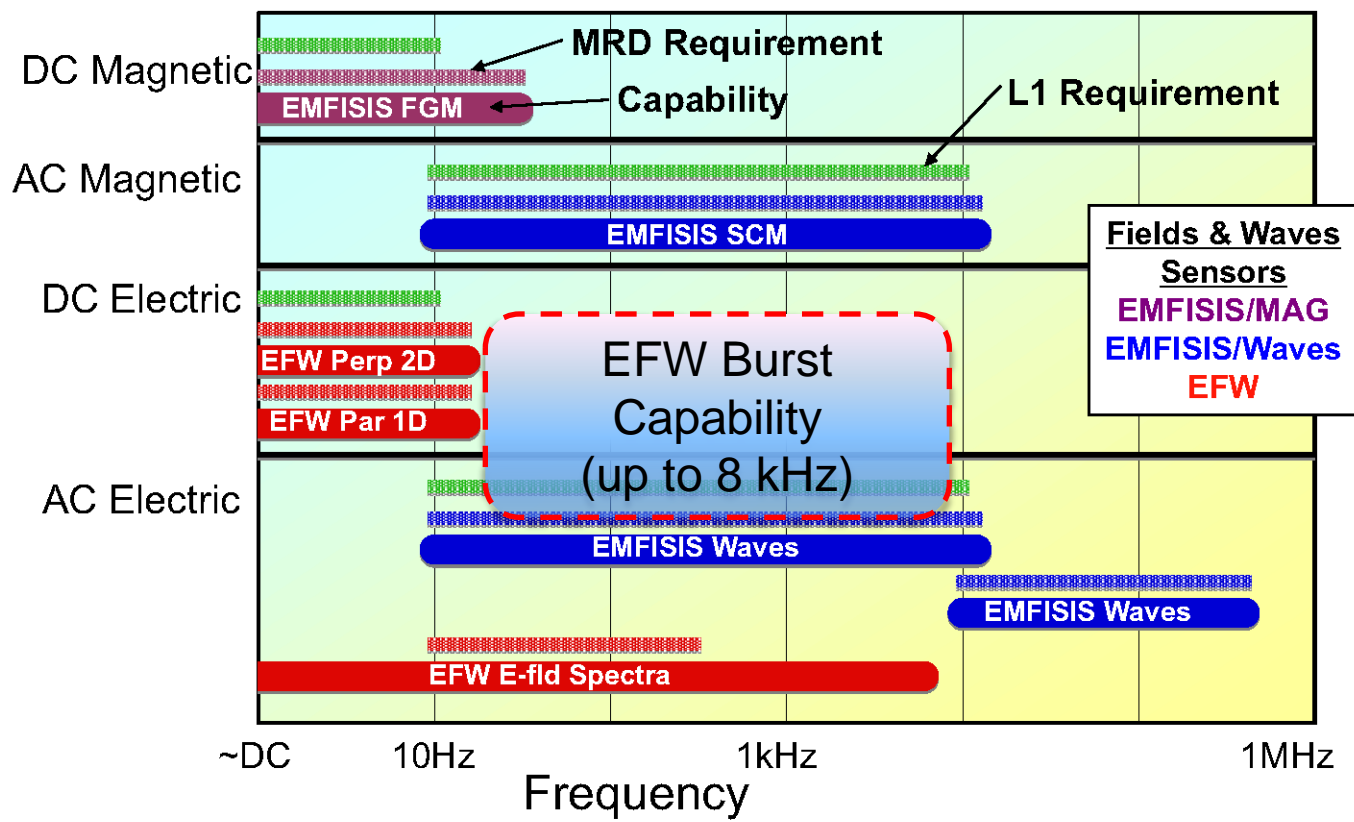 DC Magnetic
MRD Requirement
EMFISIS FGM
Capability
L1 Requirement
AC Magnetic
EMFISIS SCM
Fields & Waves
Sensors
EMFISIS/MAG
EMFISIS/Waves
EFW
DC Electric
EFW Perp 2D
EFW Par 1D
EFW Burst
Capability
(up to 8 kHz)
AC Electric
EMFISIS Waves
EMFISIS Waves
EFW E-fld Spectra
~DC
10Hz
1kHz
1MHz
Frequency